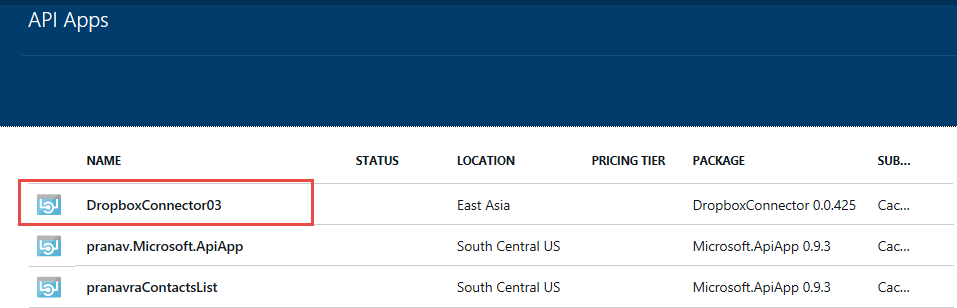 API Apps
NAME STATUS LOCATION PRICING TIER PACKAGE SUB...
DropboxConnector03 East Asia DropboxConnector 0.0.425 Cac...
pranav.Microsoft.ApiApp South Central US Microsoft.ApiApp 0.9.3 Cac...
pranavraContactsList South Central US Microsoft.ApiApp 0.9.3 Cac...